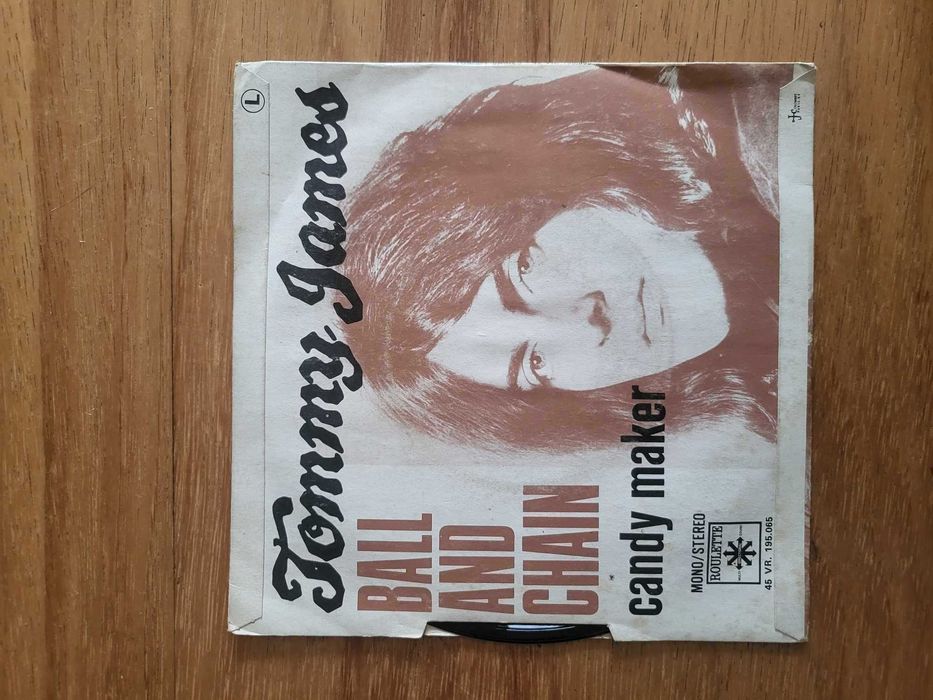 L
Tommy James
BALL
AND
CHAIN
candy maker
MONO/STEREO
ROULETTE
45 VR. 195.065